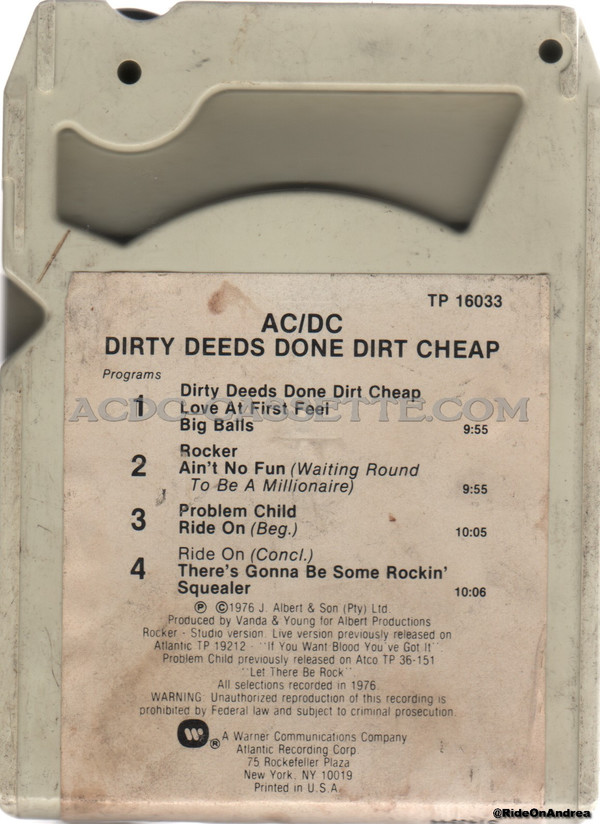 TP 16033
AC/DC
DIRTY DEEDS DONE DIRT CHEAP
Programs
1
Dirty Deeds Done Dirt Cheap
Love At First Feel
ACDC-CASSETTE.COM
Big Balls 9:55
2
Rocker
Ain't No Fun (Waiting Round
To Be A Millionaire) 9:55
3
Problem Child
Ride On (Beg.) 10:05
4
Ride On (Concl.)
There's Gonna Be Some Rockin'
Squealer 10:06
Ⓟ ©1976 J. Albert & Son (Pty) Ltd.
Produced by Vanda & Young for Albert Productions
Rocker - Studio version. Live version previously released on
Atlantic TP 19212 - "If You Want Blood You've Got It"
Problem Child previously released on Atco TP 36-151
"Let There Be Rock"
All selections recorded in 1976.
WARNING: Unauthorized reproduction of this recording is
prohibited by Federal law and subject to criminal prosecution.
W ® A Warner Communications Company
Atlantic Recording Corp.
75 Rockefeller Plaza
New York, NY 10019
Printed in U.S.A.
@RideOnAndrea